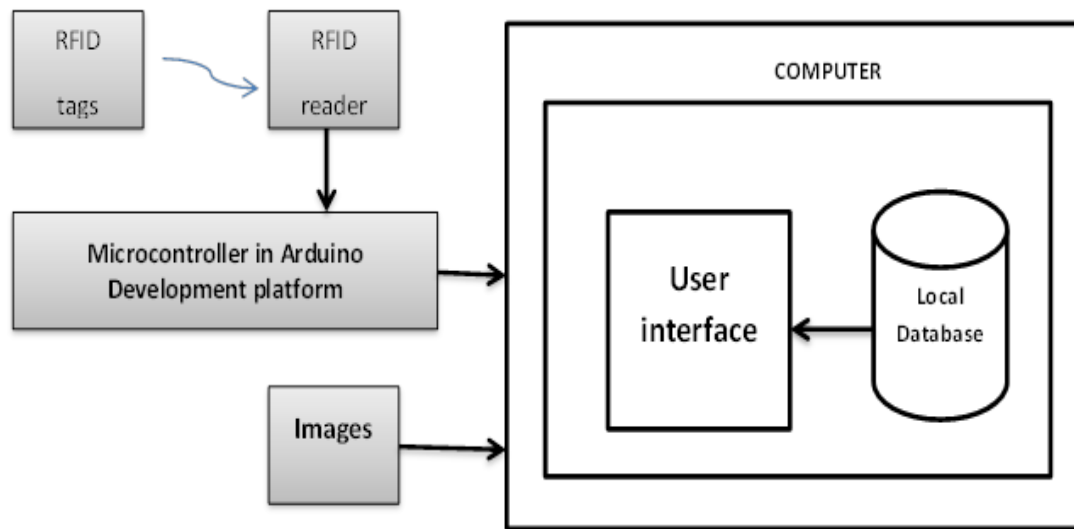 RFID
tags
RFID
reader
COMPUTER
Microcontroller in Arduino
Development platform
User
interface
Local
Database
Images